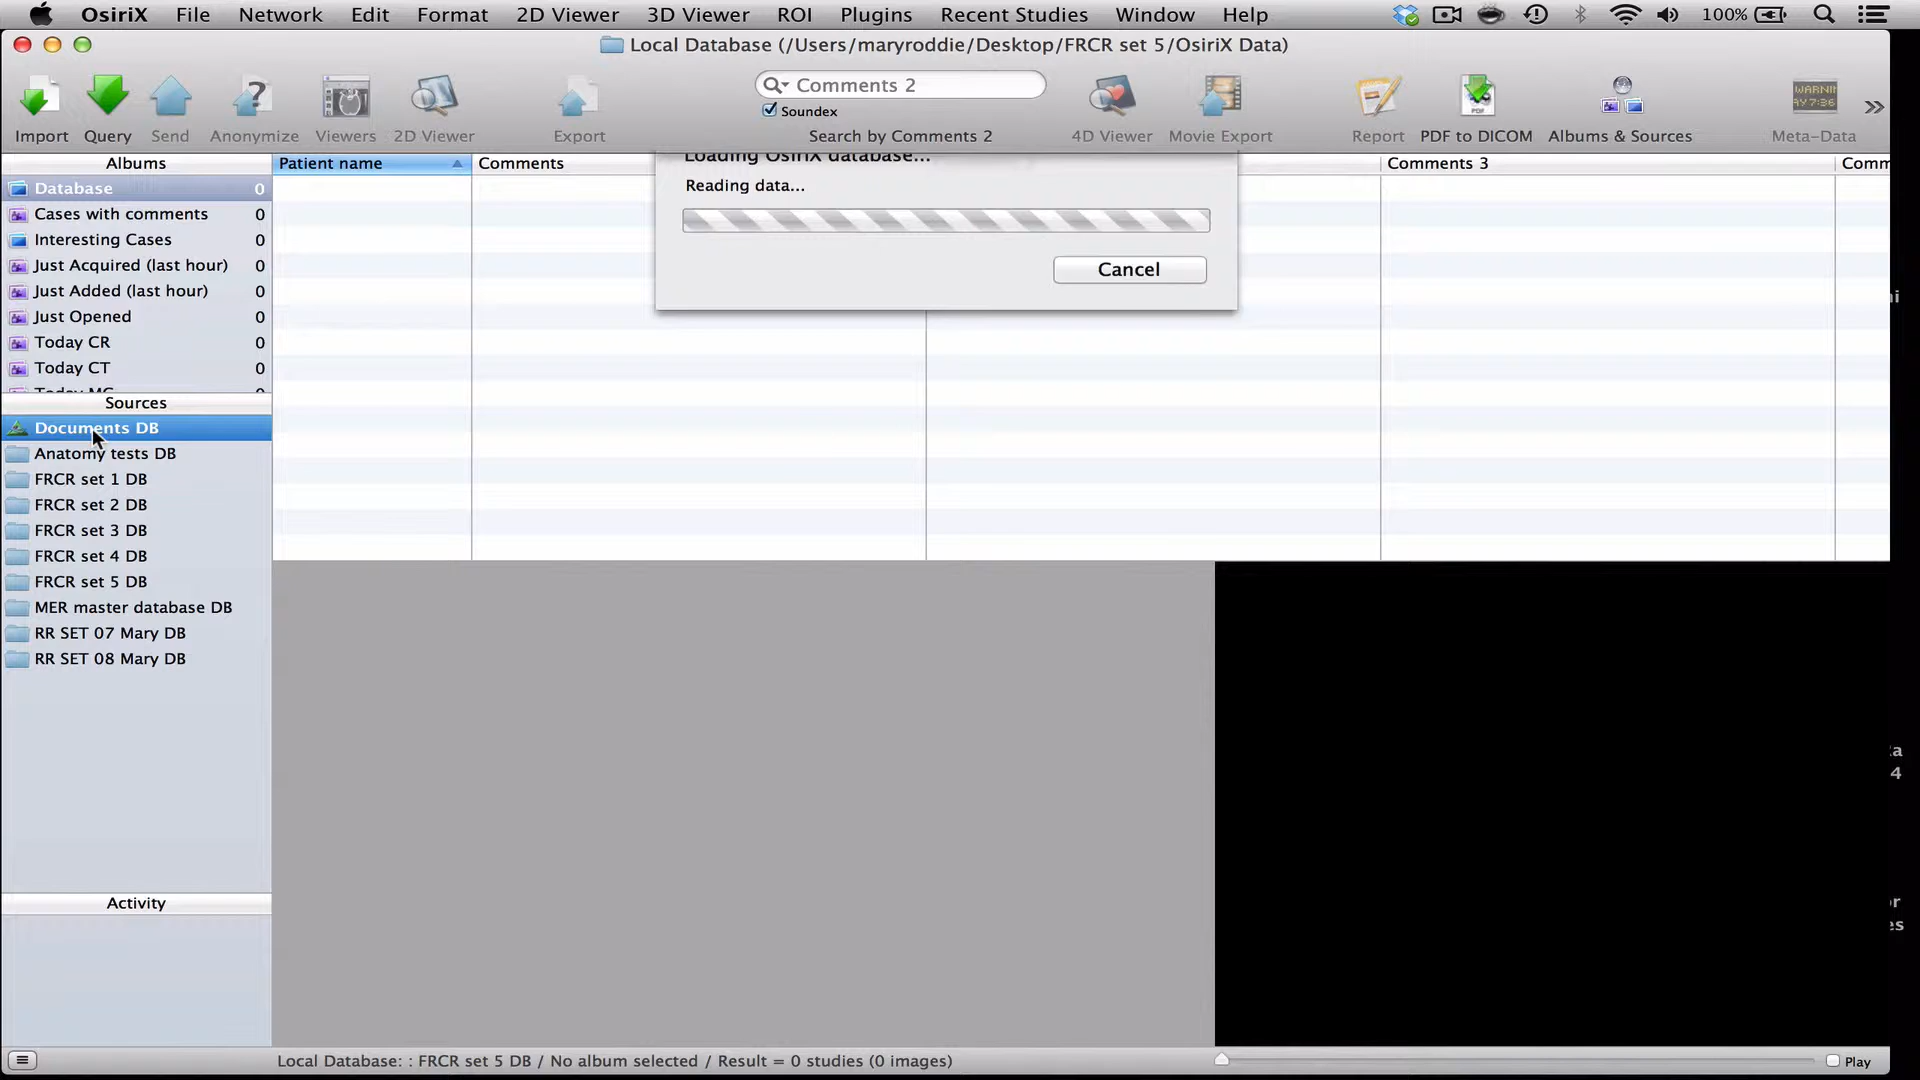 OsiriX File Network Edit Format 2D Viewer 3D Viewer ROI Plugins Recent Studies Window Help 100%
Local Database (/Users/maryroddie/Desktop/FRCR set 5/OsiriX Data)
Comments 2
Soundex
Import Query Send Anonymize Viewers 2D Viewer Export Search by Comments 2 4D Viewer Movie Export Report PDF to DICOM Albums & Sources Meta-Data
Albums
Patient name Comments Comments 3 Comm
Loading OsiriX database...
Reading data...
Cancel
Database 0
Cases with comments 0
Interesting Cases 0
Just Acquired (last hour) 0
Just Added (last hour) 0
Just Opened 0
Today CR 0
Today CT 0
Today MG 0
Sources
Documents DB
Anatomy tests DB
FRCR set 1 DB
FRCR set 2 DB
FRCR set 3 DB
FRCR set 4 DB
FRCR set 5 DB
MER master database DB
RR SET 07 Mary DB
RR SET 08 Mary DB
Activity
Local Database: : FRCR set 5 DB / No album selected / Result = 0 studies (0 images)
Play